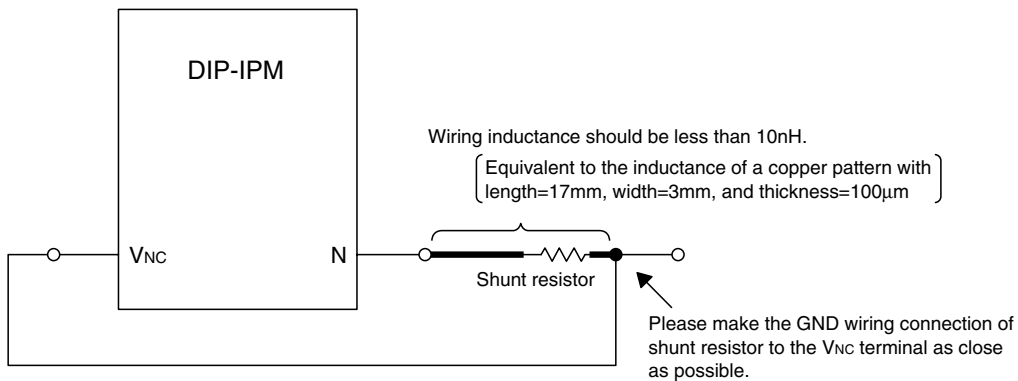 DIP-IPM
Wiring inductance should be less than 10nH.
Equivalent to the inductance of a copper pattern with
length=17mm, width=3mm, and thickness=100μm
VNC
N
Shunt resistor
Please make the GND wiring connection of
shunt resistor to the VNC terminal as close
as possible.